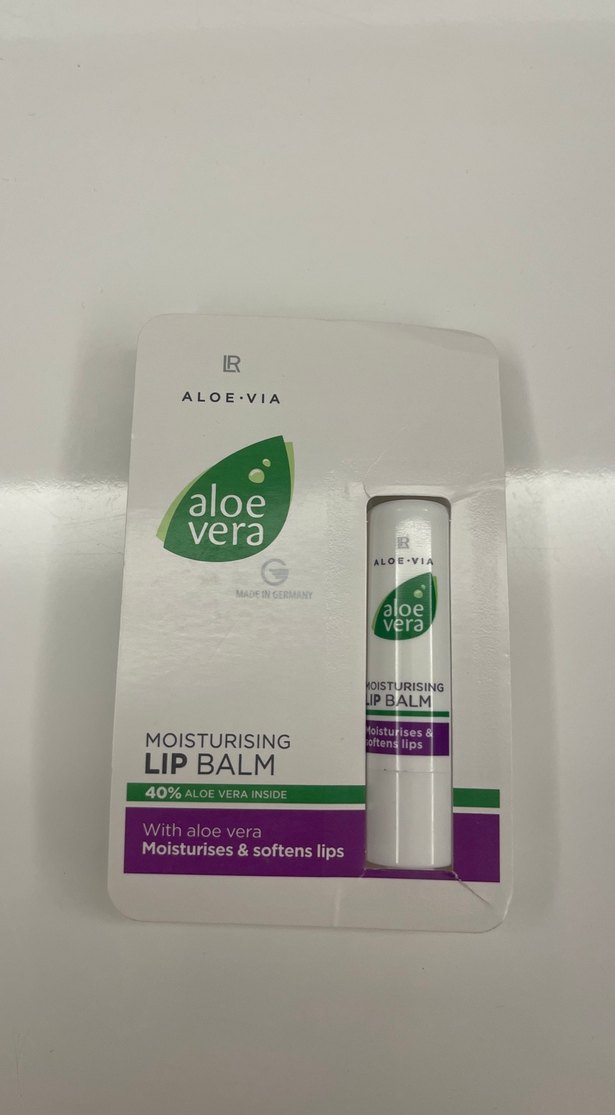 LR
ALOE•VIA
aloe
vera
MADE IN GERMANY
MOISTURISING
LIP BALM
40% ALOE VERA INSIDE
With aloe vera
Moisturises & softens lips
LR
ALOE•VIA
aloe
vera
MOISTURISING
LIP BALM
Moisturises &
softens lips